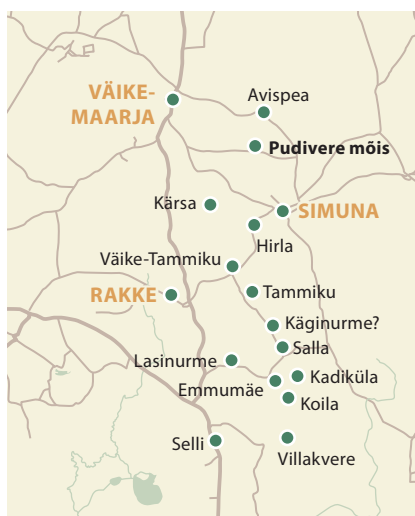 VÄIKE-
MAARJA
Avispea
Pudivere mõis
Kärsa
SIMUNA
Hirla
Väike-Tammiku
RAKKE
Tammiku
Käginurme?
Salla
Lasinurme
Kadiküla
Emmumäe
Koila
Selli
Villakvere